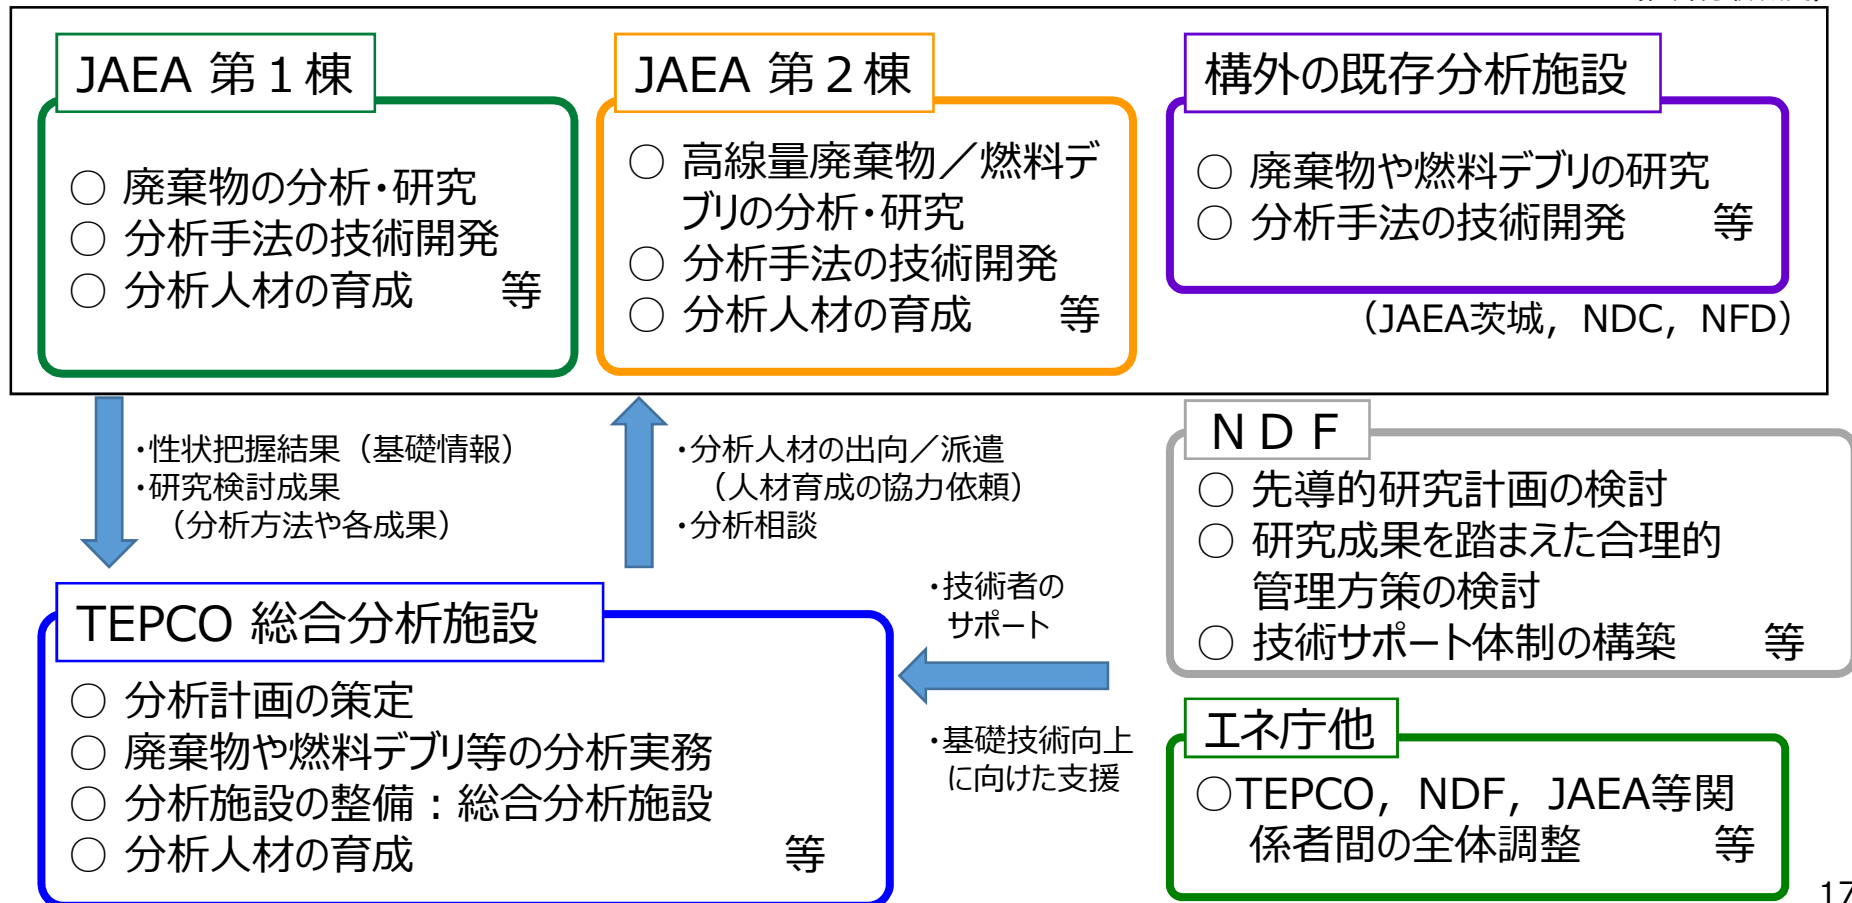 JAEA 第１棟
○ 廃棄物の分析・研究
○ 分析手法の技術開発
○ 分析人材の育成　　等
JAEA 第２棟
○ 高線量廃棄物／燃料デ
ブリの分析・研究
○ 分析手法の技術開発
○ 分析人材の育成　　等
構外の既存分析施設
○ 廃棄物や燃料デブリの研究
○ 分析手法の技術開発　　等
（JAEA茨城，NDC，NFD）
・性状把握結果（基礎情報）
・研究検討成果
（分析方法や各成果）
・分析人材の出向／派遣
（人材育成の協力依頼）
・分析相談
ＮＤＦ
○ 先導的研究計画の検討
○ 研究成果を踏まえた合理的
管理方策の検討
○ 技術サポート体制の構築　　等
・技術者の
サポート
・基礎技術向上
に向けた支援
TEPCO 総合分析施設
○ 分析計画の策定
○ 廃棄物や燃料デブリ等の分析実務
○ 分析施設の整備：総合分析施設
○ 分析人材の育成　　等
エネ庁他
○TEPCO，NDF，JAEA等関
係者間の全体調整　　等
17